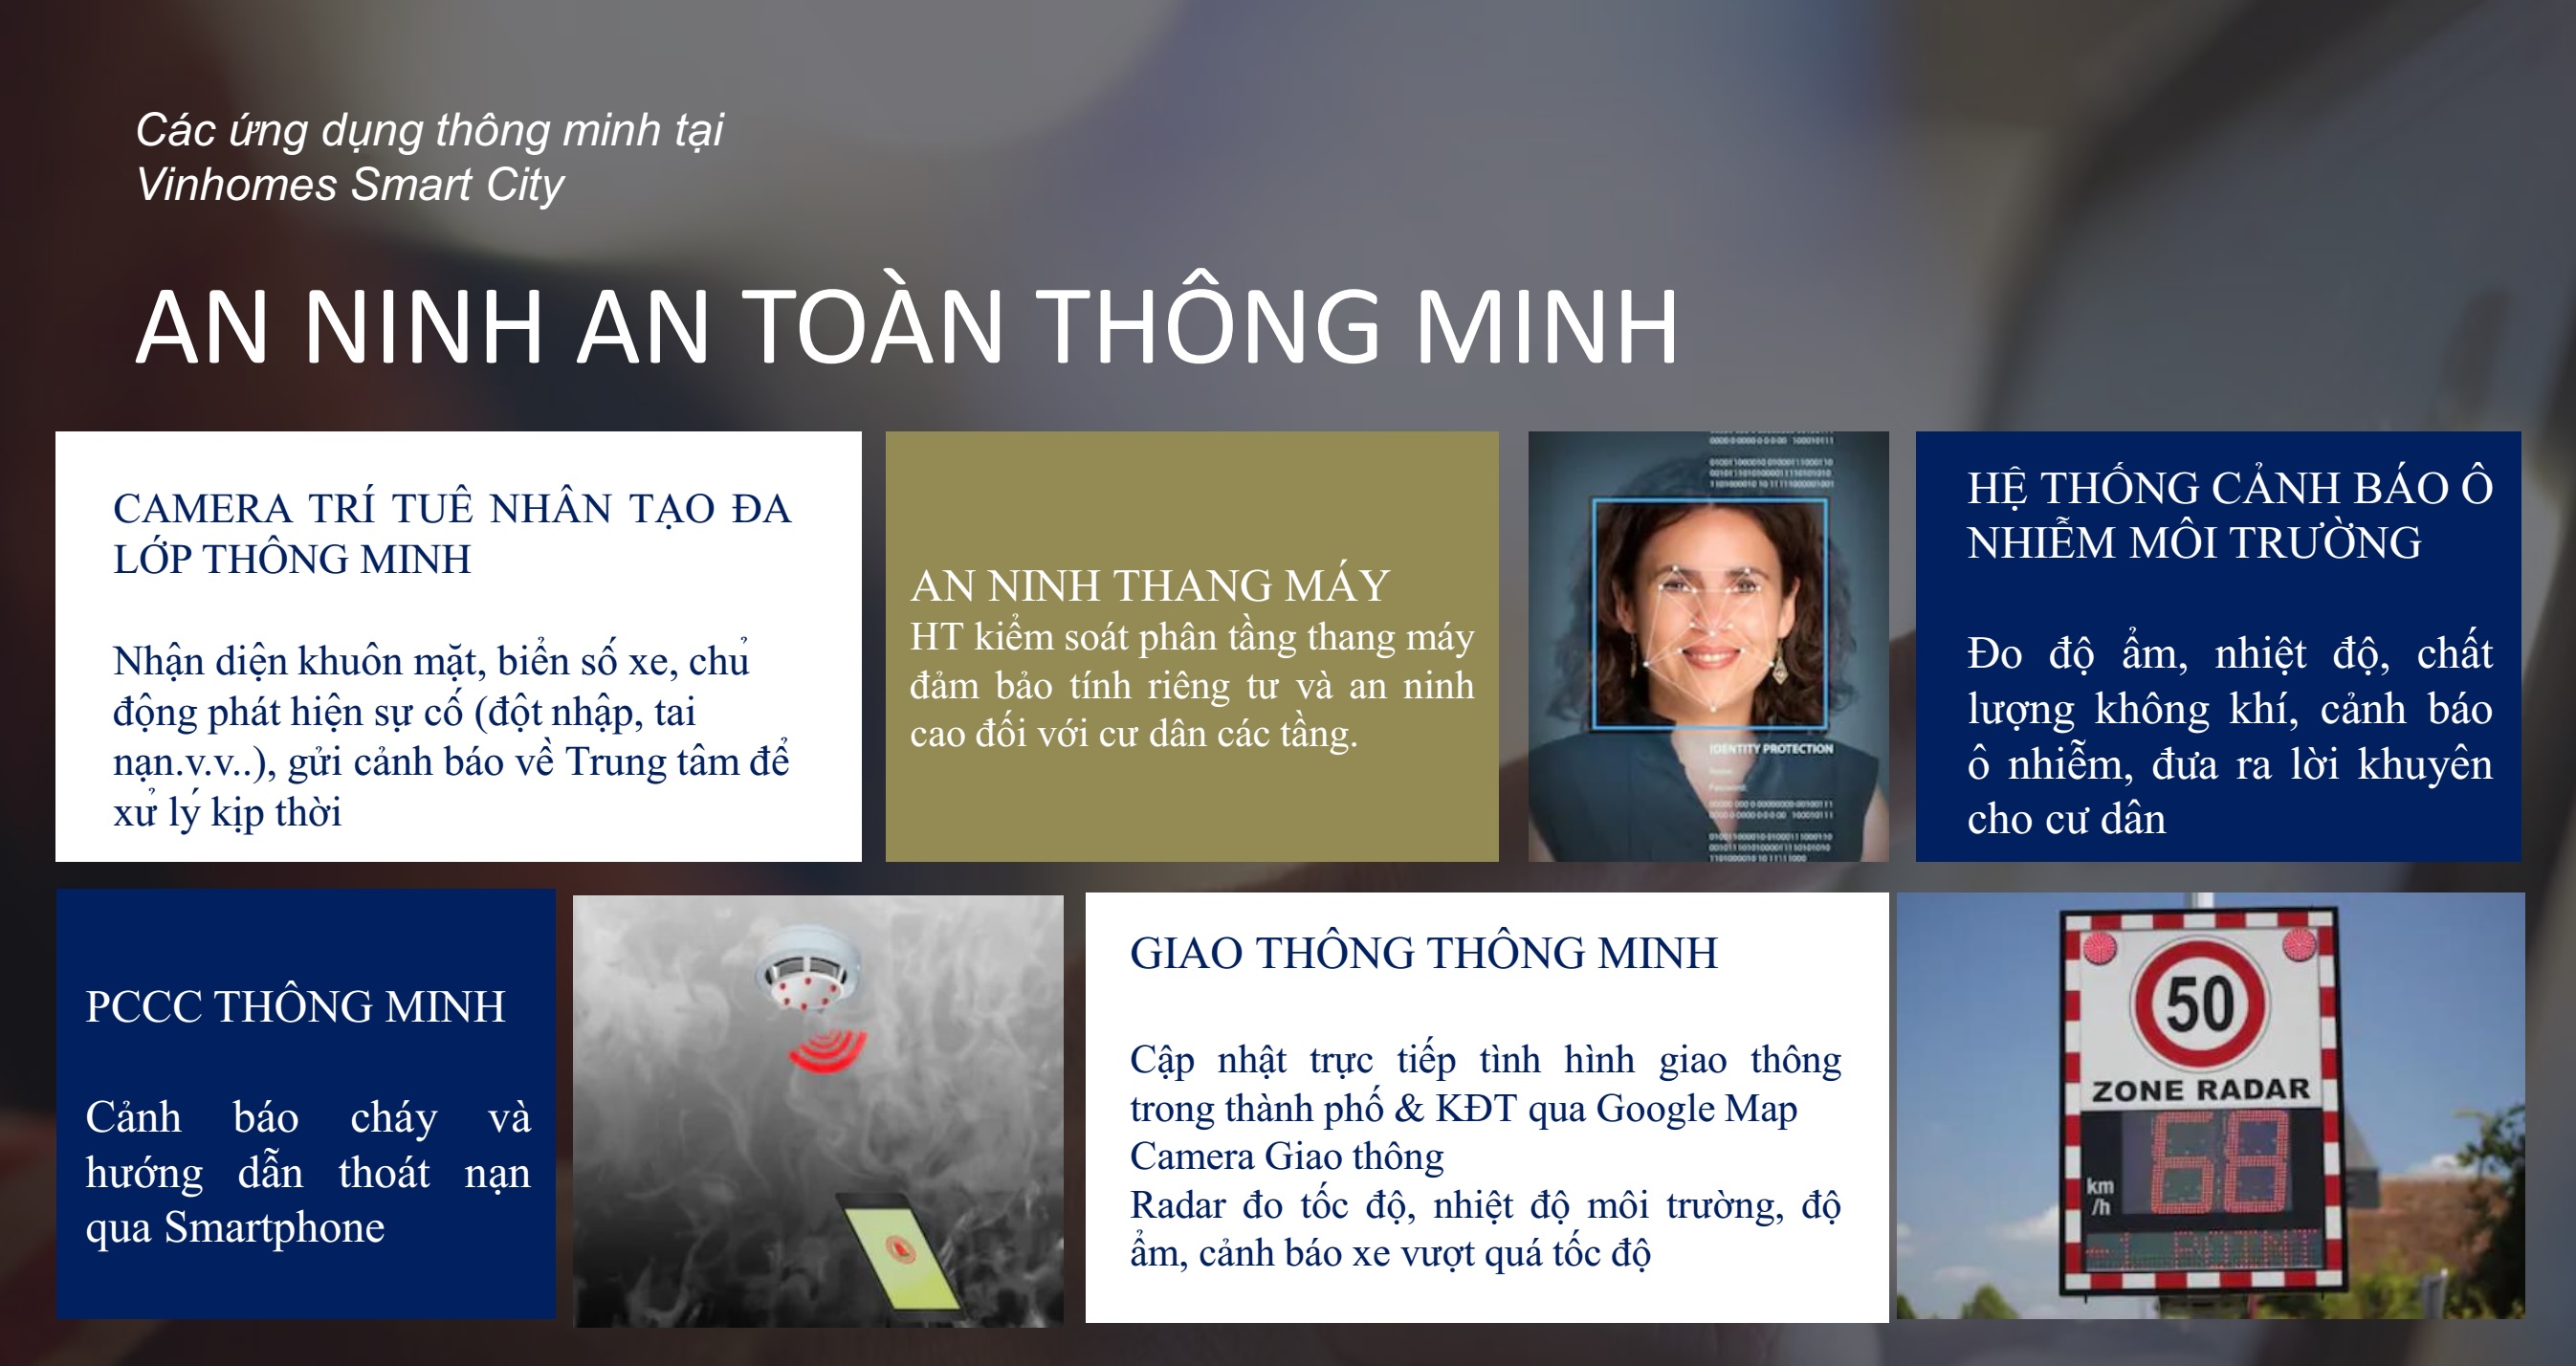 Các ứng dụng thông minh tại
Vinhomes Smart City
AN NINH AN TOÀN THÔNG MINH
CAMERA TRÍ TUÊ NHÂN TẠO ĐA
LỚP THÔNG MINH
Nhận diện khuôn mặt, biển số xe, chủ
động phát hiện sự cố (đột nhập, tai
nạn.v.v..), gửi cảnh báo về Trung tâm để
xử lý kịp thời
AN NINH THANG MÁY
HT kiểm soát phân tầng thang máy
đảm bảo tính riêng tư và an ninh
cao đối với cư dân các tầng.
IDENTITY PROTECTION
HỆ THỐNG CẢNH BÁO Ô
NHIỄM MÔI TRƯỜNG
Đo độ ẩm, nhiệt độ, chất
lượng không khí, cảnh báo
ô nhiễm, đưa ra lời khuyên
cho cư dân
PCCC THÔNG MINH
Cảnh báo cháy và
hướng dẫn thoát nạn
qua Smartphone
GIAO THÔNG THÔNG MINH
Cập nhật trực tiếp tình hình giao thông
trong thành phố & KĐT qua Google Map
Camera Giao thông
Radar đo tốc độ, nhiệt độ môi trường, độ
ẩm, cảnh báo xe vượt quá tốc độ
50
ZONE RADAR
68
km
/h